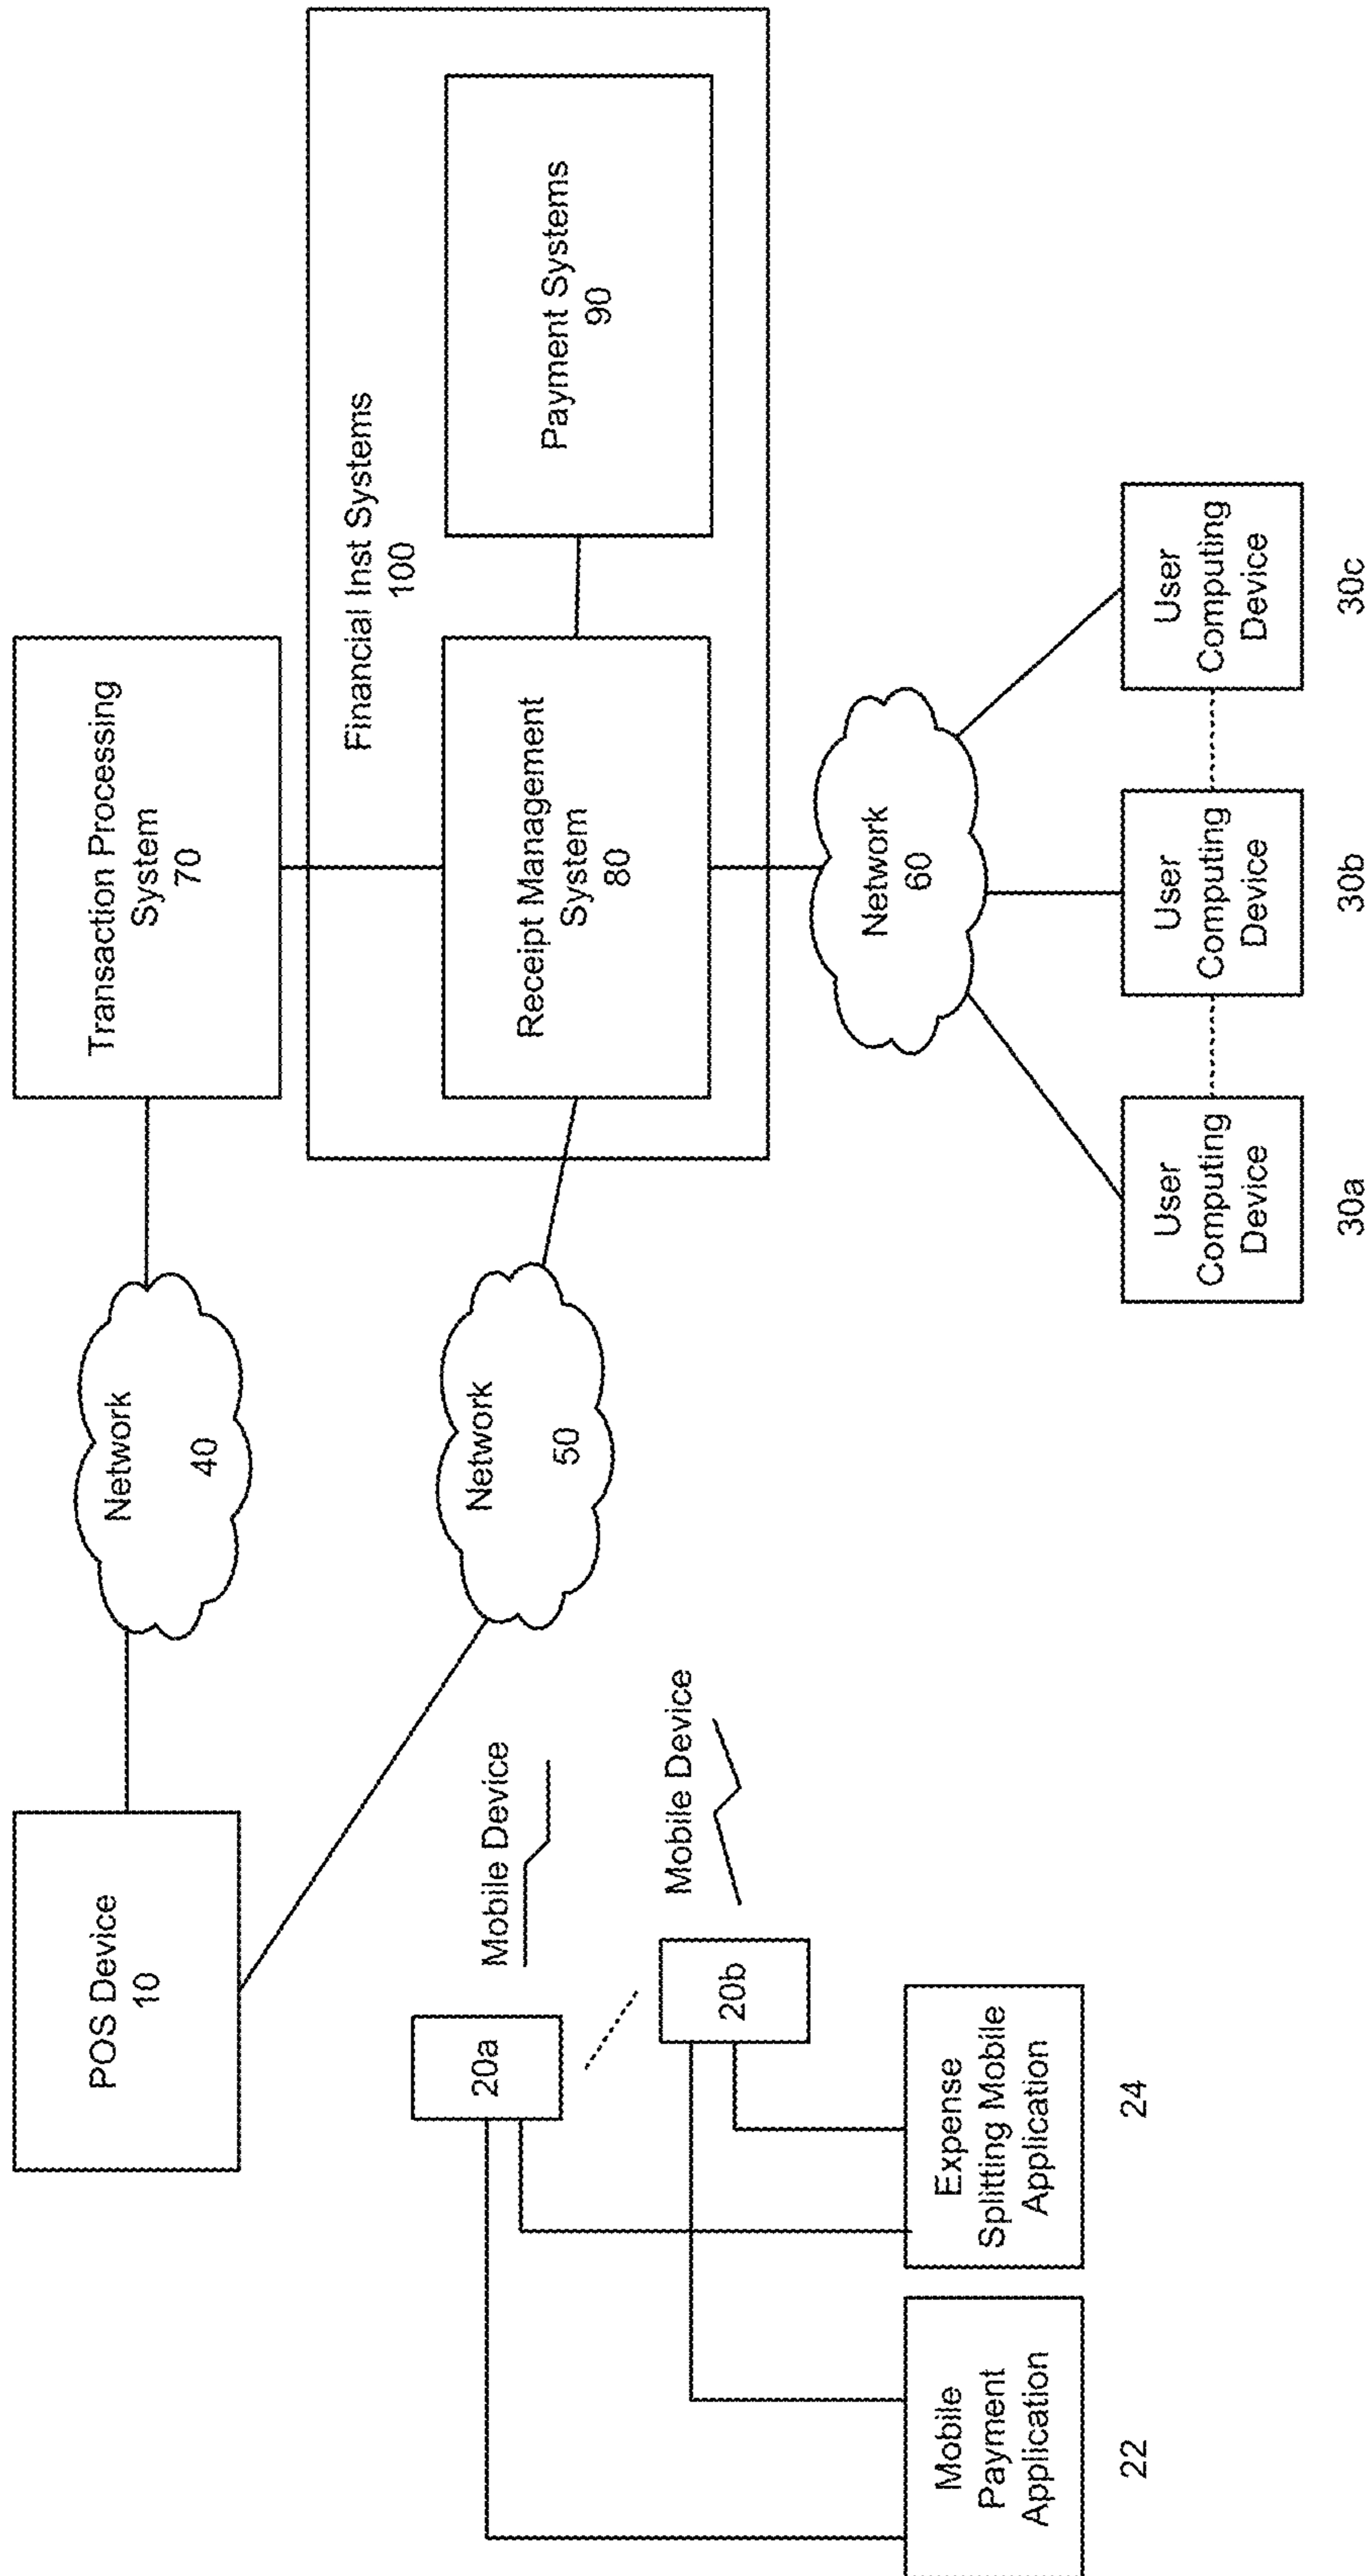 POS Device
10
Network
40
Transaction Processing
System
70
Mobile Device
20a
Mobile Device
20b
Network
50
Financial Inst Systems
100
Receipt Management
System
80
Payment Systems
90
Mobile
Payment
Application
22
Expense
Splitting Mobile
Application
24
Network
60
User
Computing
Device
30a
User
Computing
Device
30b
User
Computing
Device
30c